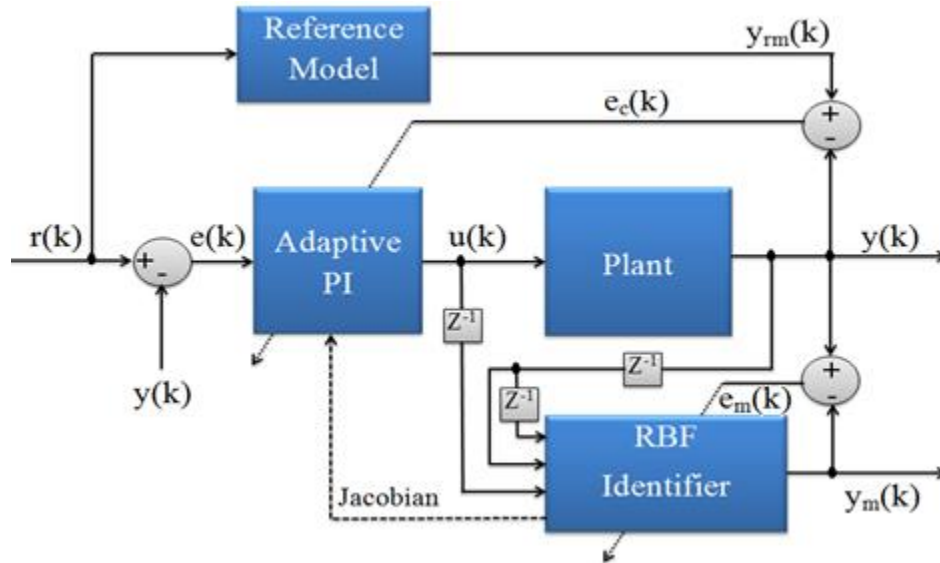 Reference
Model
y_rm(k)
+
-
e_c(k)
r(k)
+
-
e(k)
Adaptive
PI
u(k)
Plant
y(k)
Z⁻¹
Z⁻¹
Z⁻¹
y(k)
+
-
e_m(k)
RBF
Identifier
Jacobian
y_m(k)